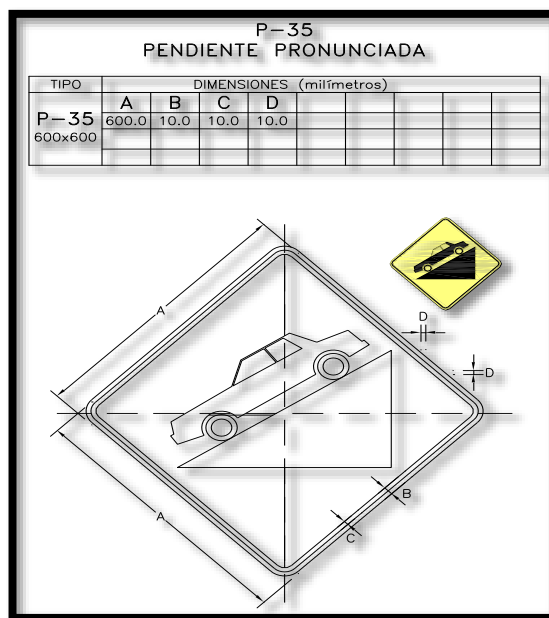 P-35
PENDIENTE PRONUNCIADA
TIPO DIMENSIONES (milímetros)
A B C D
P-35 600.0 10.0 10.0 10.0
600x600
A
D
D
B
C
A